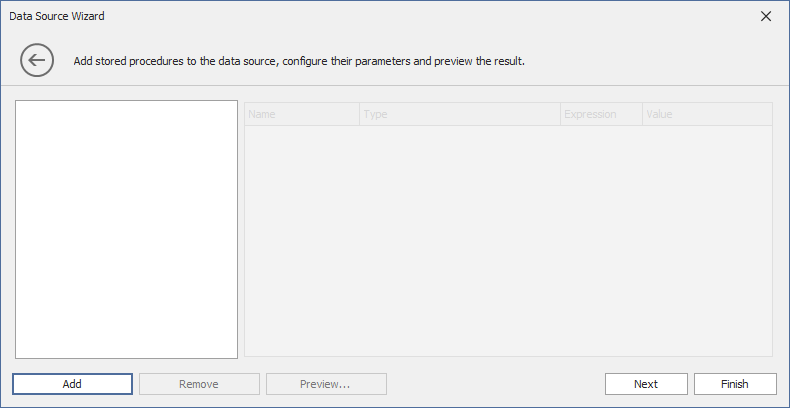 Data Source Wizard
Add stored procedures to the data source, configure their parameters and preview the result.
Name Type Expression Value
Add Remove Preview... Next Finish